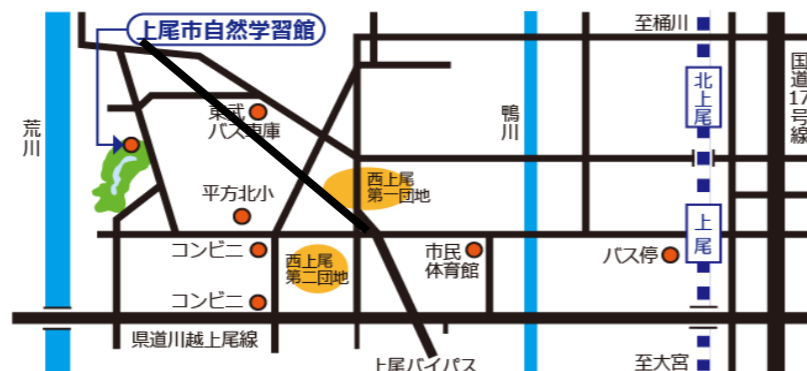 上尾市自然学習館
至桶川
北上尾
国道17号線
荒川
東武
バス車庫
鴨川
西上尾
第一団地
平方北小
上尾
コンビニ
西上尾
第二団地
市民
体育館
バス停
コンビニ
県道川越上尾線
上尾バイパス
至大宮